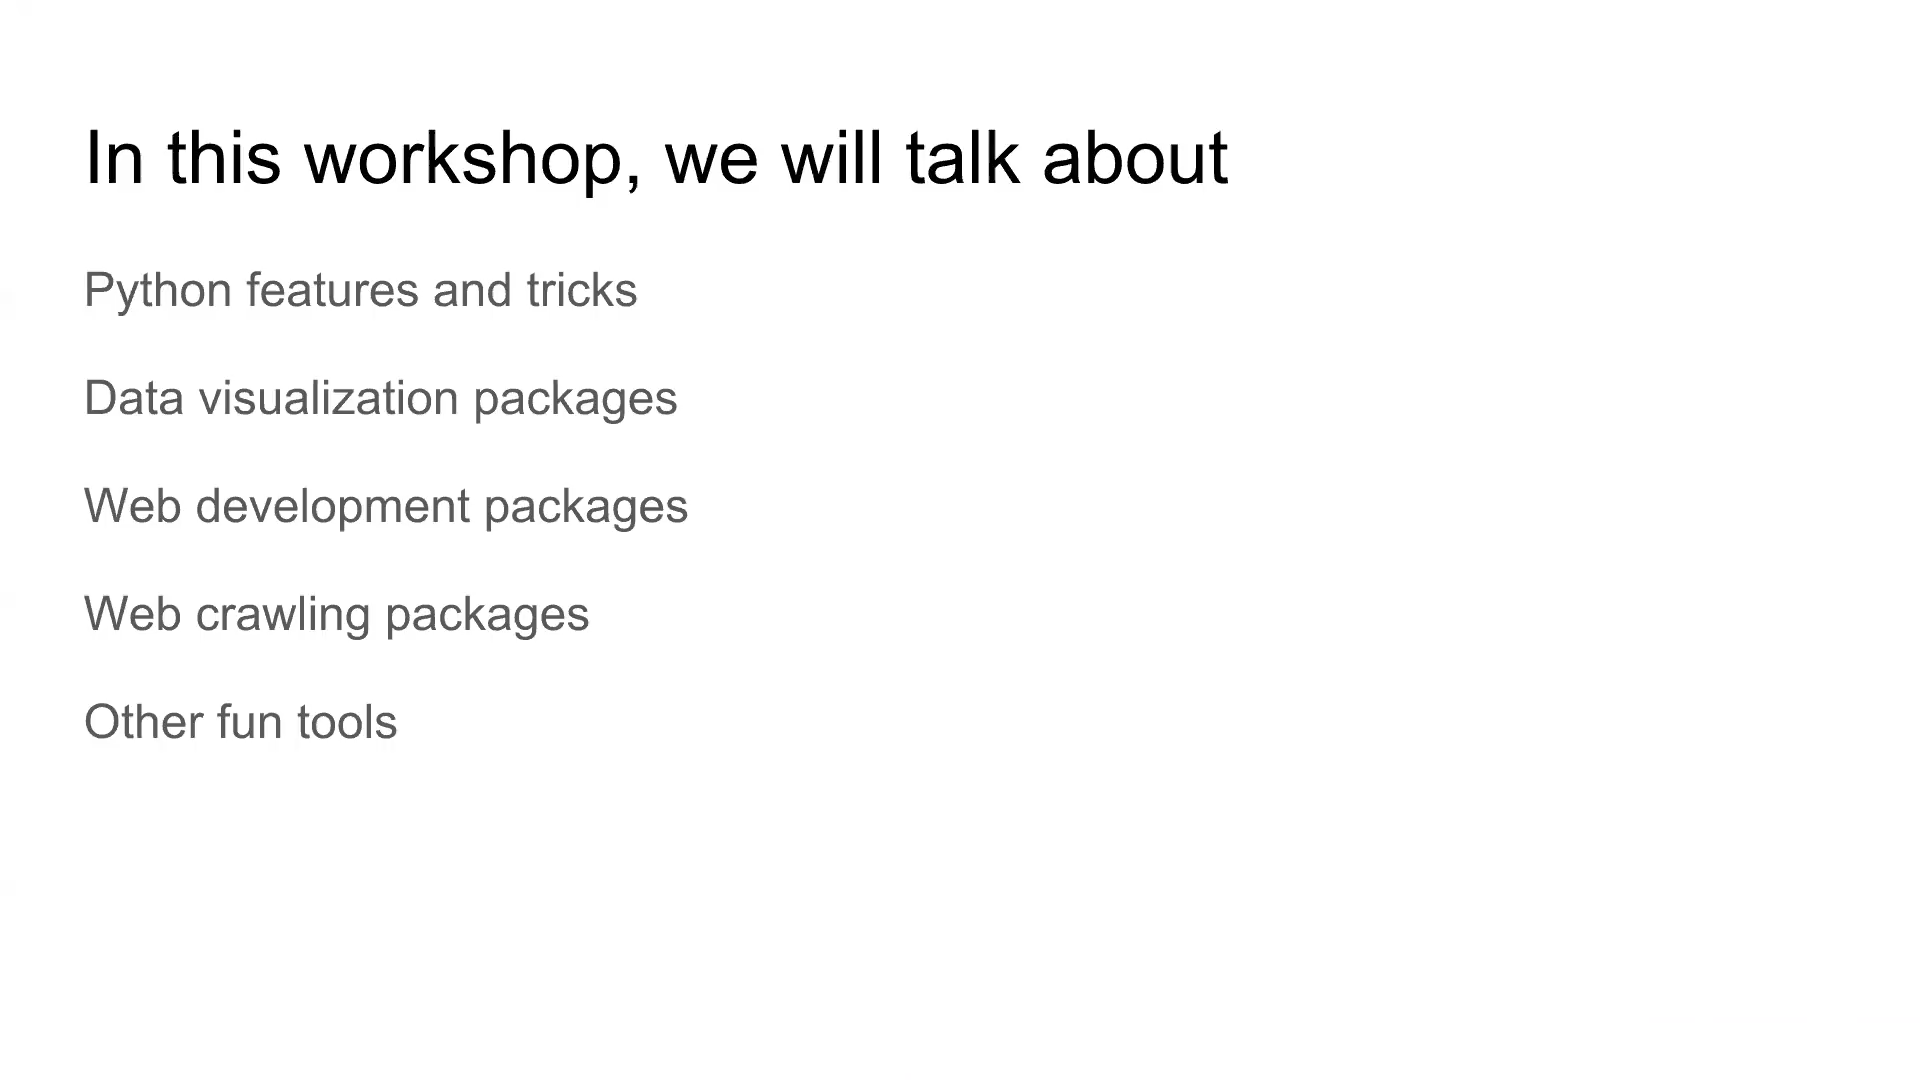 In this workshop, we will talk about
Python features and tricks
Data visualization packages
Web development packages
Web crawling packages
Other fun tools